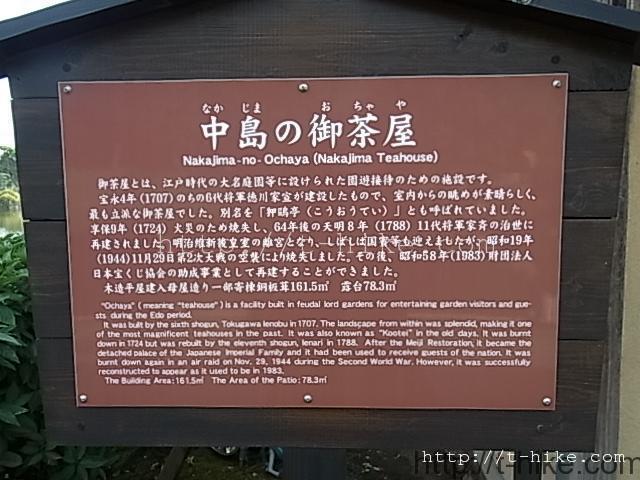 なか じま お ちゃ や
中島の御茶屋
Nakajima-no-Ochaya (Nakajima Teahouse)
御茶屋とは、江戸時代の大名庭園等に設けられた園遊接待のための施設です。
宝永4年（1707）のちの6代将軍徳川家宣が建設したもので、室内からの眺めが素晴らしく、
最も立派な御茶屋でした。別名を「狎鷗亭（こうおうてい）」とも呼ばれていました。
享保9年（1724）火災のため焼失し、64年後の天明8年（1788）11代将軍家斉の治世に
再建されました。明治維新後皇室の離宮となり、しばしば国賓等も迎えましたが、昭和19年
(1944)11月29日第2次大戦の空襲により焼失しました。その後、昭和58年(1983)財団法人
日本宝くじ協会の助成事業として再建することができました。
木造平屋建入母屋造り一部寄棟銅板葺161.5㎡ 露台78.3㎡
"Ochaya" ( meaning "teahouse") is a facility built in feudal lord gardens for entertaining garden visitors and gue-
sts during the Edo period.
It was built by the sixth shogun, Tokugawa Ienobu in 1707. The landscape from within was splendid, making it one
of the most magnificent teahouses in the past. It was also known as "Kootei" in the old days. It was burnt
down in 1724 but was rebuilt by the eleventh shogun, Ienari in 1788. After the Meiji Restoration, it became the
detached palace of the Japanese Imperial Family and it had been used to receive guests of the nation. It was
burnt down again in an air raid on Nov. 29, 1944 during the Second World War. However, it was successfully
reconstructed to appear as it used to be in 1983.
The Building Area: 161.5㎡ The Area of the Patio: 78.3㎡
http://t-hike.com